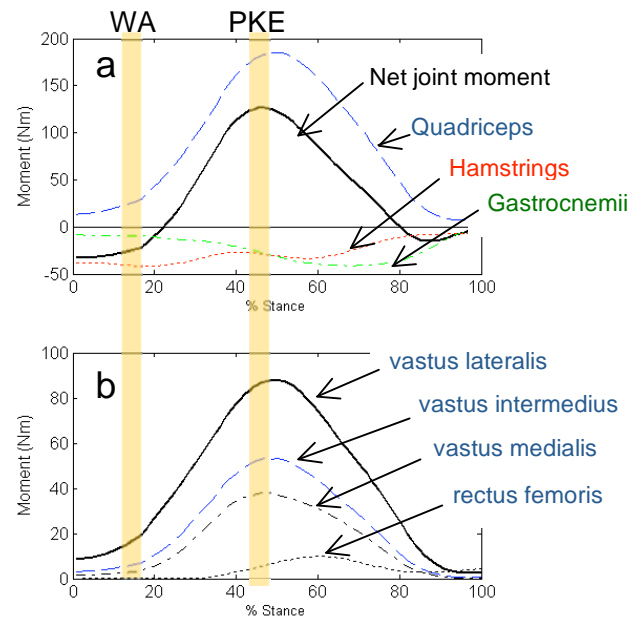 WA PKE
a
Net joint moment
Quadriceps
Hamstrings
Gastrocnemii
Moment (Nm)
200
150
100
50
0
-50
0 20 40 60 80 100
% Stance
b
vastus lateralis
vastus intermedius
vastus medialis
rectus femoris
Moment (Nm)
100
80
60
40
20
0
0 20 40 60 80 100
% Stance